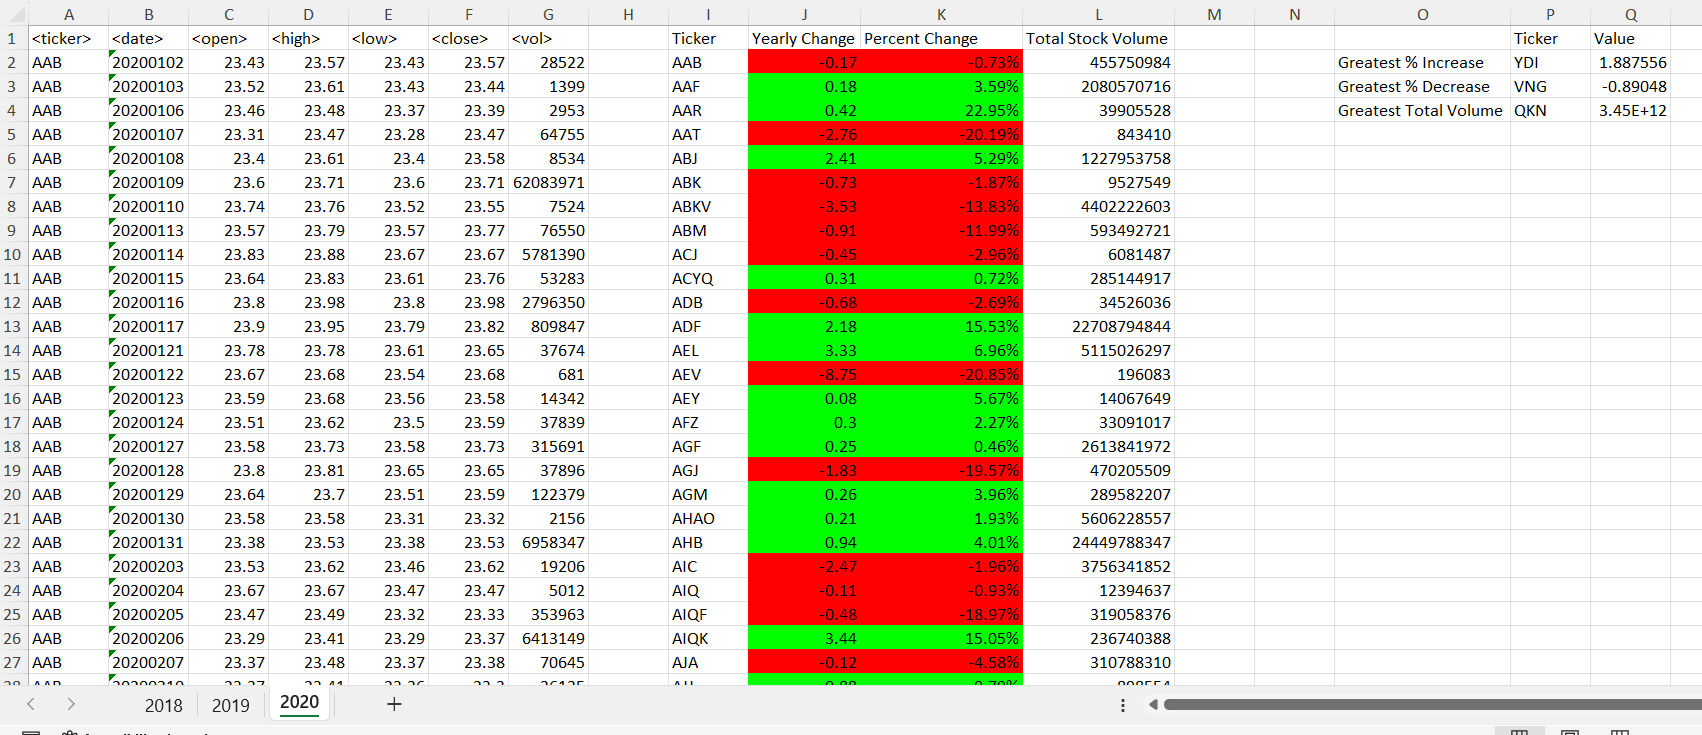 A B C D E F G H I J K L M N O P Q
1 <ticker> <date> <open> <high> <low> <close> <vol> Ticker Yearly Change Percent Change Total Stock Volume Ticker Value
2 AAB 20200102 23.43 23.57 23.43 23.57 28522 AAB -0.17 -0.73% 455750984 Greatest % Increase YDI 1.887556
3 AAB 20200103 23.52 23.61 23.43 23.44 1399 AAF 0.18 3.59% 2080570716 Greatest % Decrease VNG -0.89048
4 AAB 20200106 23.46 23.48 23.37 23.39 2953 AAR 0.42 22.95% 39905528 Greatest Total Volume QKN 3.45E+12
5 AAB 20200107 23.31 23.47 23.28 23.47 64755 AAT -2.76 -20.19% 843410
6 AAB 20200108 23.4 23.61 23.4 23.58 8534 ABJ 2.41 5.29% 1227953758
7 AAB 20200109 23.6 23.71 23.6 23.71 62083971 ABK -0.73 -1.87% 9527549
8 AAB 20200110 23.74 23.76 23.52 23.55 7524 ABKV -3.53 -13.83% 4402222603
9 AAB 20200113 23.57 23.79 23.57 23.77 76550 ABM -0.91 -11.99% 593492721
10 AAB 20200114 23.83 23.88 23.67 23.67 5781390 ACJ -0.45 -2.96% 6081487
11 AAB 20200115 23.64 23.83 23.61 23.76 53283 ACYQ 0.31 0.72% 285144917
12 AAB 20200116 23.8 23.98 23.8 23.98 2796350 ADB -0.68 -2.69% 34526036
13 AAB 20200117 23.9 23.95 23.79 23.82 809847 ADF 2.18 15.53% 22708794844
14 AAB 20200121 23.78 23.78 23.61 23.65 37674 AEL 3.33 6.96% 5115026297
15 AAB 20200122 23.67 23.68 23.54 23.68 681 AEV -8.75 -20.85% 196083
16 AAB 20200123 23.59 23.68 23.56 23.58 14342 AEY 0.08 5.67% 14067649
17 AAB 20200124 23.51 23.62 23.5 23.59 37839 AFZ 0.3 2.27% 33091017
18 AAB 20200127 23.58 23.73 23.58 23.73 315691 AGF 0.25 0.46% 2613841972
19 AAB 20200128 23.8 23.81 23.65 23.65 37896 AGJ -1.83 -19.57% 470205509
20 AAB 20200129 23.64 23.7 23.51 23.59 122379 AGM 0.26 3.96% 289582207
21 AAB 20200130 23.58 23.58 23.31 23.32 2156 AHAO 0.21 1.93% 5606228557
22 AAB 20200131 23.38 23.53 23.38 23.53 6958347 AHB 0.94 4.01% 24449788347
23 AAB 20200203 23.53 23.62 23.46 23.62 19206 AIC -2.47 -1.96% 3756341852
24 AAB 20200204 23.67 23.67 23.47 23.47 5012 AIQ -0.11 -0.93% 12394637
25 AAB 20200205 23.47 23.49 23.32 23.33 353963 AIQF -0.48 -18.97% 319058376
26 AAB 20200206 23.29 23.41 23.29 23.37 6413149 AIQK 3.44 15.05% 236740388
27 AAB 20200207 23.37 23.48 23.37 23.38 70645 AJA -0.12 -4.58% 310788310
2018 2019 2020